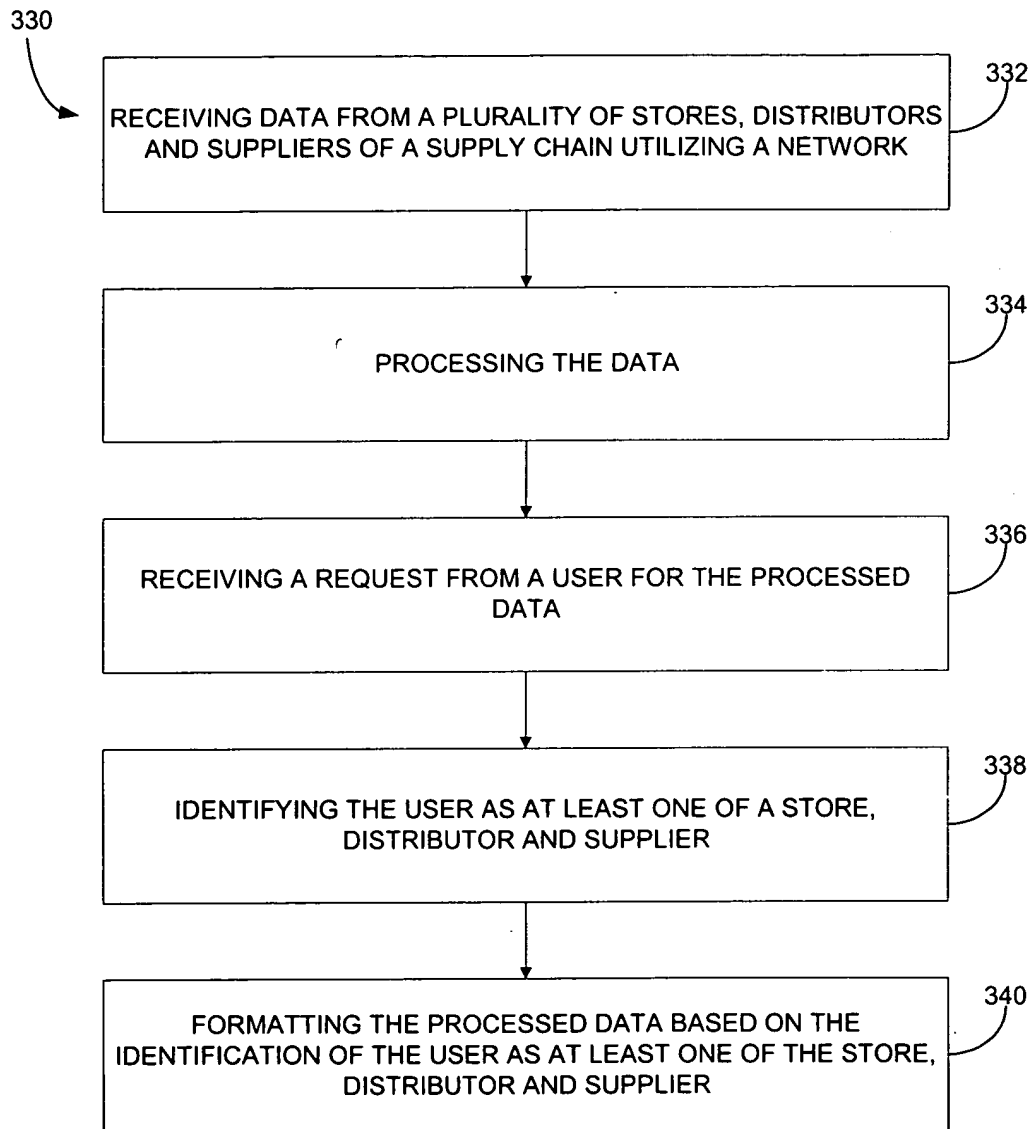 330
332
RECEIVING DATA FROM A PLURALITY OF STORES, DISTRIBUTORS
AND SUPPLIERS OF A SUPPLY CHAIN UTILIZING A NETWORK
334
PROCESSING THE DATA
336
RECEIVING A REQUEST FROM A USER FOR THE PROCESSED
DATA
338
IDENTIFYING THE USER AS AT LEAST ONE OF A STORE,
DISTRIBUTOR AND SUPPLIER
340
FORMATTING THE PROCESSED DATA BASED ON THE
IDENTIFICATION OF THE USER AS AT LEAST ONE OF THE STORE,
DISTRIBUTOR AND SUPPLIER